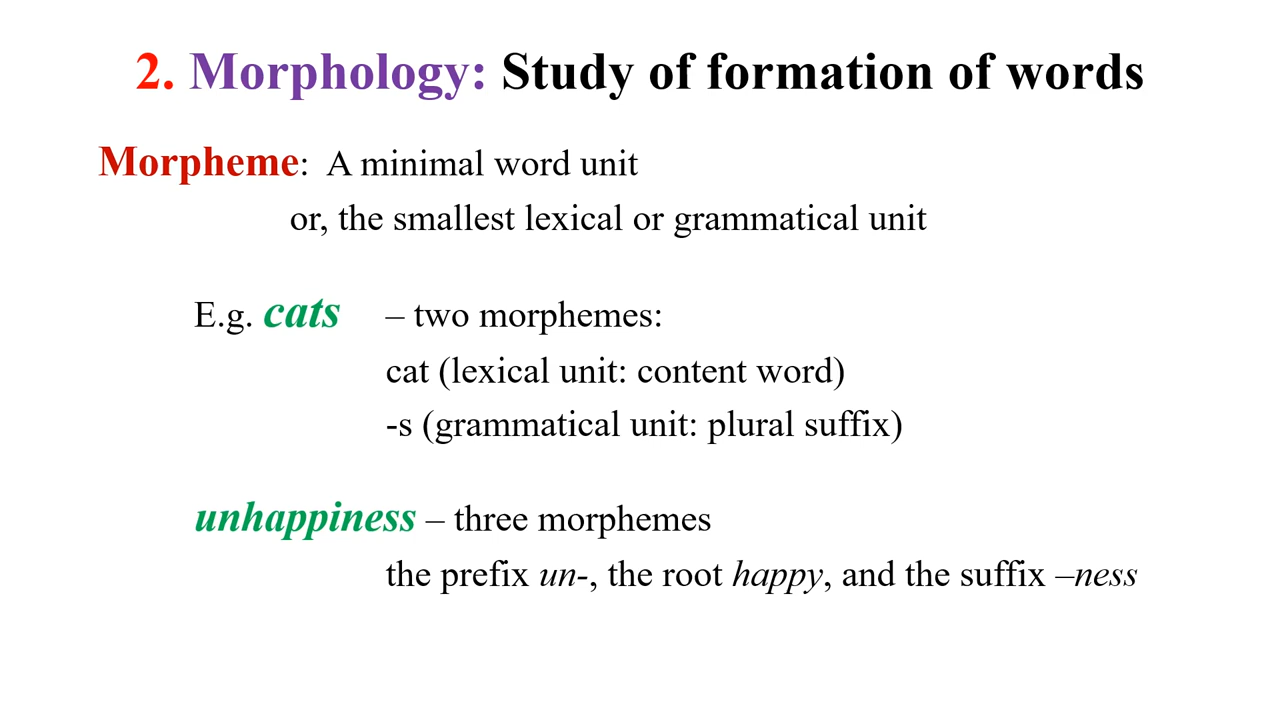 2. Morphology: Study of formation of words
Morpheme: A minimal word unit
or, the smallest lexical or grammatical unit
E.g. cats – two morphemes:
cat (lexical unit: content word)
-s (grammatical unit: plural suffix)
unhappiness – three morphemes
the prefix un-, the root happy, and the suffix –ness